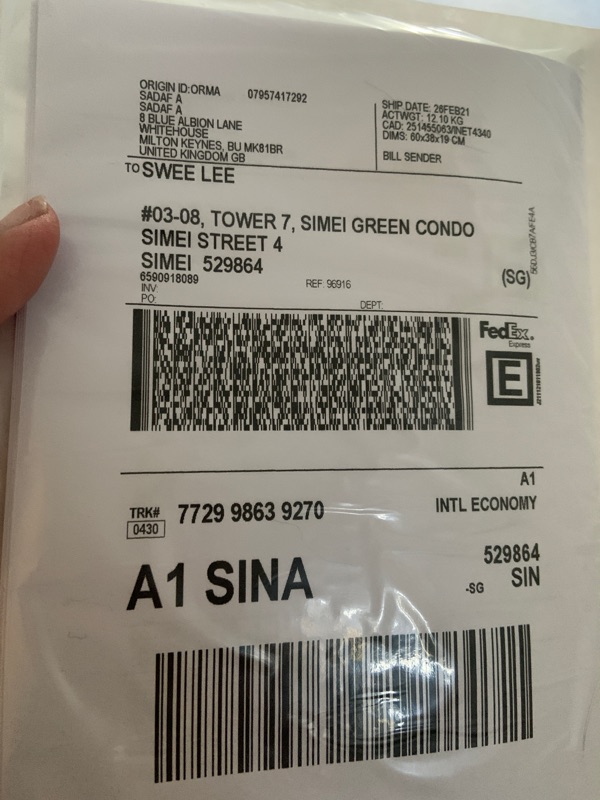 ORIGIN ID:ORMA 07957417292
SADAF A
SADAF A
8 BLUE ALBION LANE
WHITEHOUSE
MILTON KEYNES, BU MK81BR
UNITED KINGDOM GB
SHIP DATE: 26FEB21
ACTWGT: 12.10 KG
CAD: 251455063/INET4340
DIMS: 60x38x19 CM
BILL SENDER
TO SWEE LEE
#03-08, TOWER 7, SIMEI GREEN CONDO
SIMEI STREET 4
SIMEI 529864
(SG)
6590918089
REF: 96916
INV:
PO:
DEPT:
FedEx.
Express
E
A1
INTL ECONOMY
TRK# 7729 9863 9270
0430
529864
A1 SINA
-SG SIN